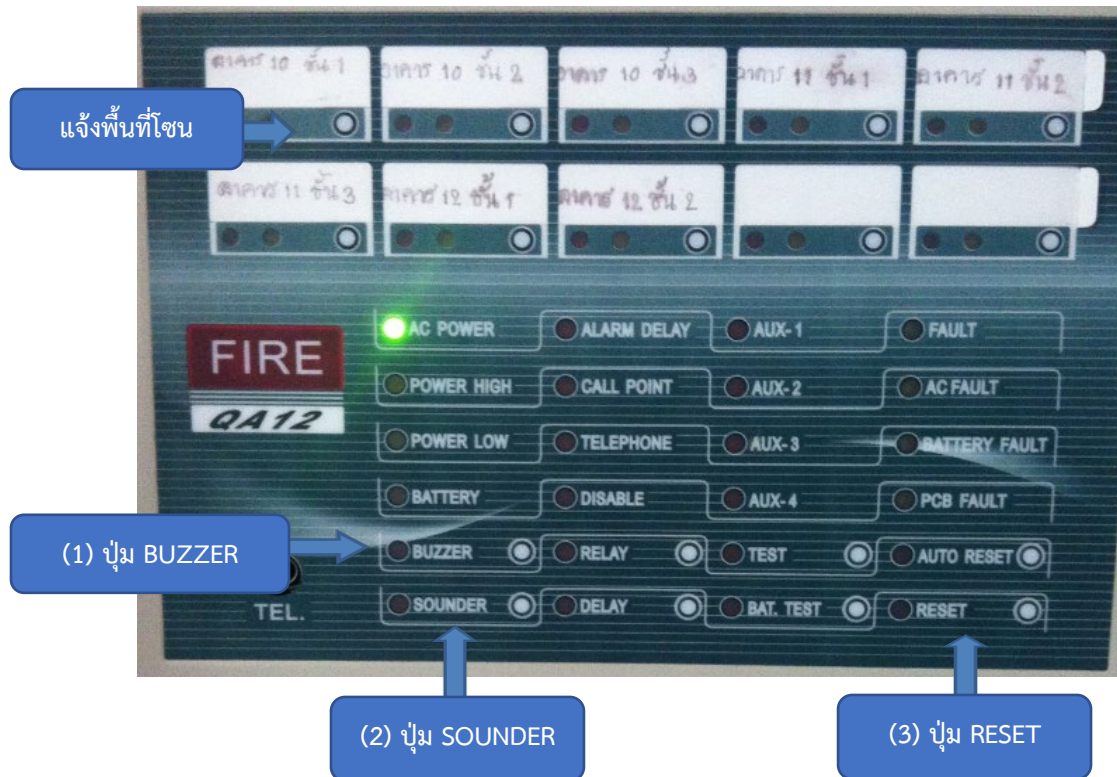 อาคาร 10 ชั้น 1
อาคาร 10 ชั้น 2
อาคาร 10 ชั้น 3
อาคาร 11 ชั้น 1
อาคาร 11 ชั้น 2
แจ้งพื้นที่โซน
อาคาร 11 ชั้น 3
อาคาร 12 ชั้น 1
อาคาร 12 ชั้น 2
FIRE
QA12
AC POWER
ALARM DELAY
AUX-1
FAULT
POWER HIGH
CALL POINT
AUX-2
AC FAULT
POWER LOW
TELEPHONE
AUX-3
BATTERY FAULT
BATTERY
DISABLE
AUX-4
PCB FAULT
(1) ปุ่ม BUZZER
BUZZER
RELAY
TEST
AUTO RESET
TEL.
SOUNDER
DELAY
BAT. TEST
RESET
(2) ปุ่ม SOUNDER
(3) ปุ่ม RESET